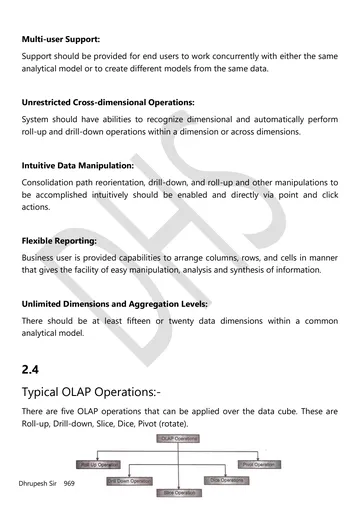 Multi-user Support:
Support should be provided for end users to work concurrently with either the same
analytical model or to create different models from the same data.
Unrestricted Cross-dimensional Operations:
System should have abilities to recognize dimensional and automatically perform
roll-up and drill-down operations within a dimension or across dimensions.
Intuitive Data Manipulation:
Consolidation path reorientation, drill-down, and roll-up and other manipulations to
be accomplished intuitively should be enabled and directly via point and click
actions.
Flexible Reporting:
Business user is provided capabilities to arrange columns, rows, and cells in manner
that gives the facility of easy manipulation, analysis and synthesis of information.
Unlimited Dimensions and Aggregation Levels:
There should be at least fifteen or twenty data dimensions within a common
analytical model.
2.4
Typical OLAP Operations:-
There are five OLAP operations that can be applied over the data cube. These are
Roll-up, Drill-down, Slice, Dice, Pivot (rotate).
OLAP Operations
Roll Up Operation
Pivot Operation
Drill Down Operation
Dice Operations
Slice Operation
Dhrupesh Sir 969
DHS